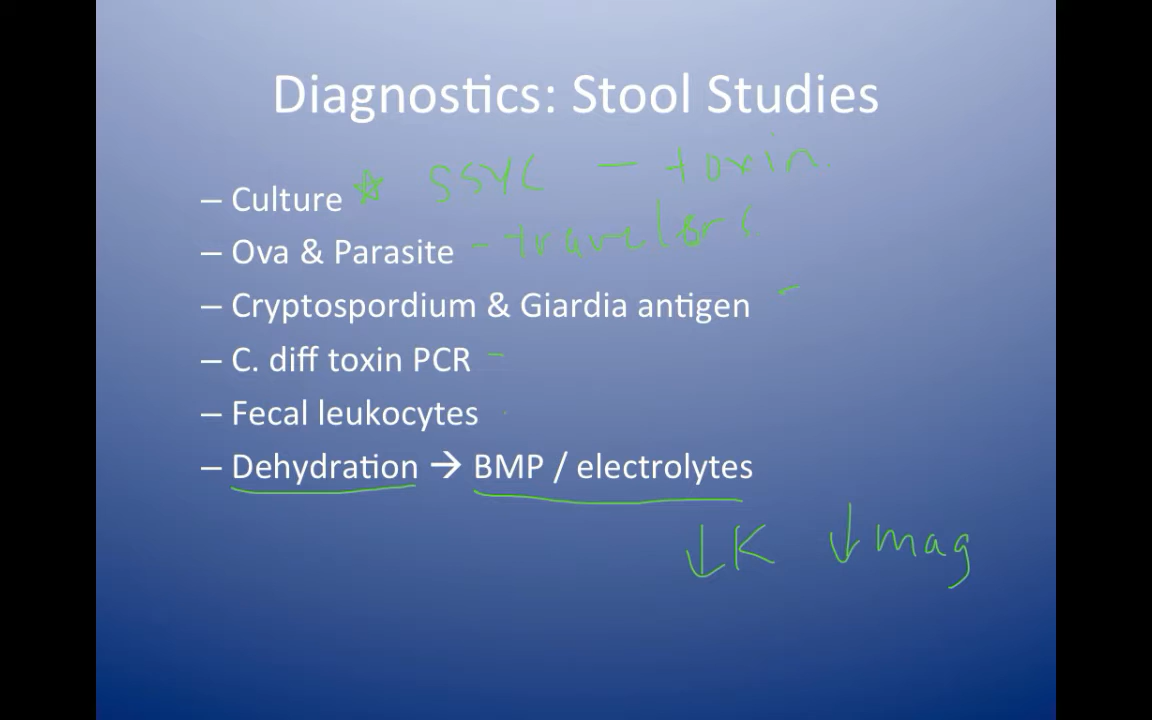 Diagnostics: Stool Studies
– Culture ☆ SSYC – toxin.
– Ova & Parasite - travelers
– Cryptospordium & Giardia antigen -
– C. diff toxin PCR -
– Fecal leukocytes
– Dehydration → BMP / electrolytes
↓K ↓mag